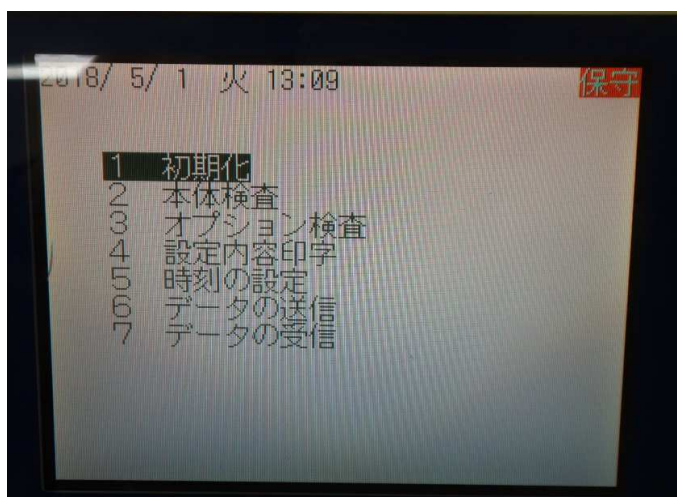 2018/ 5/ 1 火 13:09 保守
1 初期化
2 本体検査
3 オプション検査
4 設定内容印字
5 時刻の設定
6 データの送信
7 データの受信